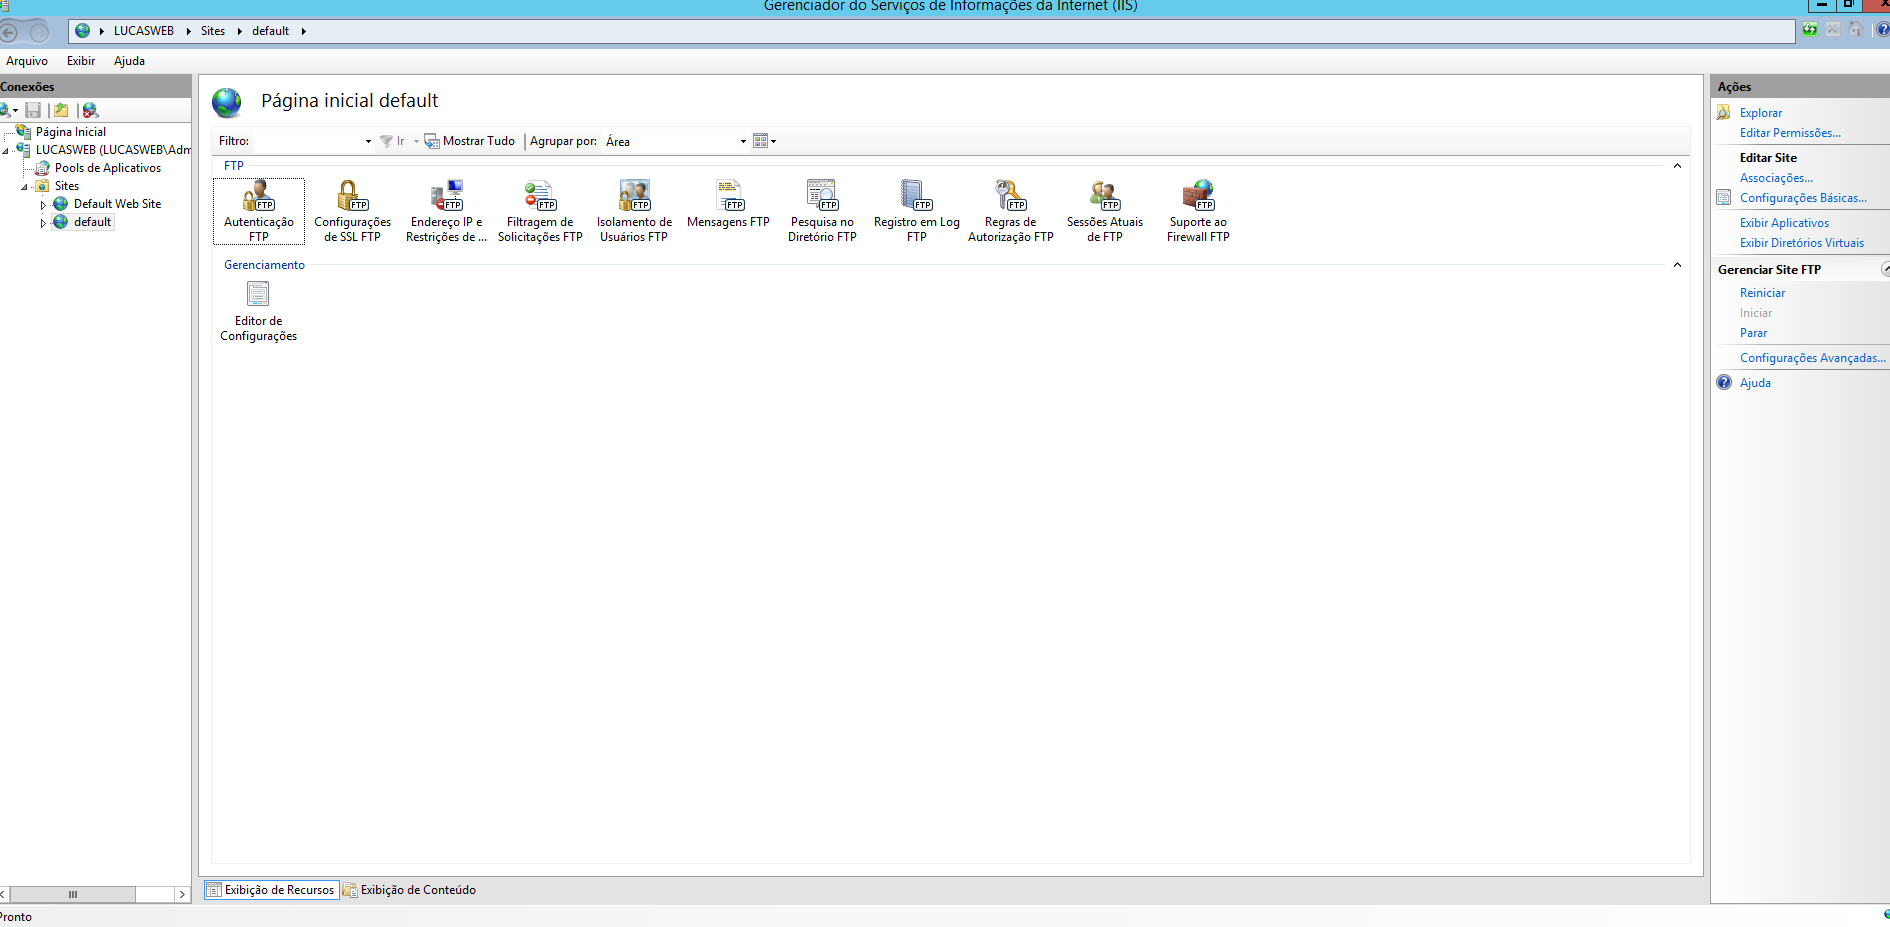 Gerenciador do Serviços de Informações da Internet (IIS)
LUCASWEB Sites default
Arquivo Exibir Ajuda
Conexões
Página Inicial
LUCASWEB (LUCASWEB\Adm
Pools de Aplicativos
Sites
Default Web Site
default
Página inicial default
Filtro: Ir Mostrar Tudo Agrupar por: Área
FTP
Autenticação
FTP
Configurações
de SSL FTP
Endereço IP e
Restrições de ...
Filtragem de
Solicitações FTP
Isolamento de
Usuários FTP
Mensagens FTP
Pesquisa no
Diretório FTP
Registro em Log
FTP
Regras de
Autorização FTP
Sessões Atuais
de FTP
Suporte ao
Firewall FTP
Gerenciamento
Editor de
Configurações
Exibição de Recursos Exibição de Conteúdo
Pronto
Ações
Explorar
Editar Permissões...
Editar Site
Associações...
Configurações Básicas...
Exibir Aplicativos
Exibir Diretórios Virtuais
Gerenciar Site FTP
Reiniciar
Iniciar
Parar
Configurações Avançadas...
Ajuda